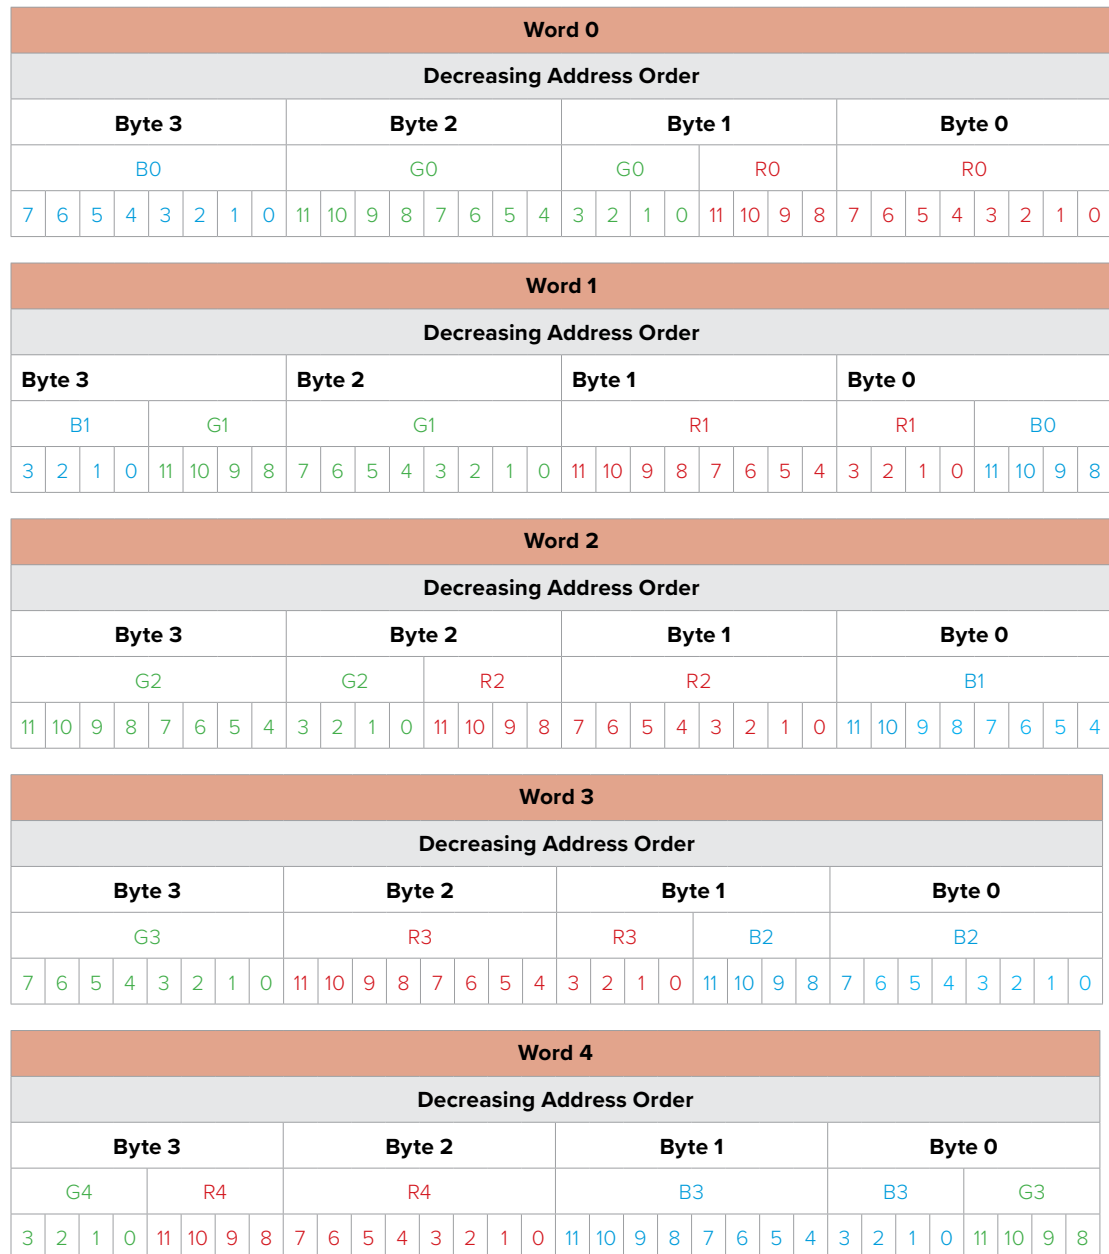 Word 0
Decreasing Address Order
Byte 3 Byte 2 Byte 1 Byte 0
B0 G0 G0 R0 R0
7 6 5 4 3 2 1 0 11 10 9 8 7 6 5 4 3 2 1 0 11 10 9 8 7 6 5 4 3 2 1 0
Word 1
Decreasing Address Order
Byte 3 Byte 2 Byte 1 Byte 0
B1 G1 G1 R1 R1 B0
3 2 1 0 11 10 9 8 7 6 5 4 3 2 1 0 11 10 9 8 7 6 5 4 3 2 1 0 11 10 9 8
Word 2
Decreasing Address Order
Byte 3 Byte 2 Byte 1 Byte 0
G2 G2 R2 R2 B1
11 10 9 8 7 6 5 4 3 2 1 0 11 10 9 8 7 6 5 4 3 2 1 0 11 10 9 8 7 6 5 4
Word 3
Decreasing Address Order
Byte 3 Byte 2 Byte 1 Byte 0
G3 R3 R3 B2 B2
7 6 5 4 3 2 1 0 11 10 9 8 7 6 5 4 3 2 1 0 11 10 9 8 7 6 5 4 3 2 1 0
Word 4
Decreasing Address Order
Byte 3 Byte 2 Byte 1 Byte 0
G4 R4 R4 B3 B3 G3
3 2 1 0 11 10 9 8 7 6 5 4 3 2 1 0 11 10 9 8 7 6 5 4 3 2 1 0 11 10 9 8